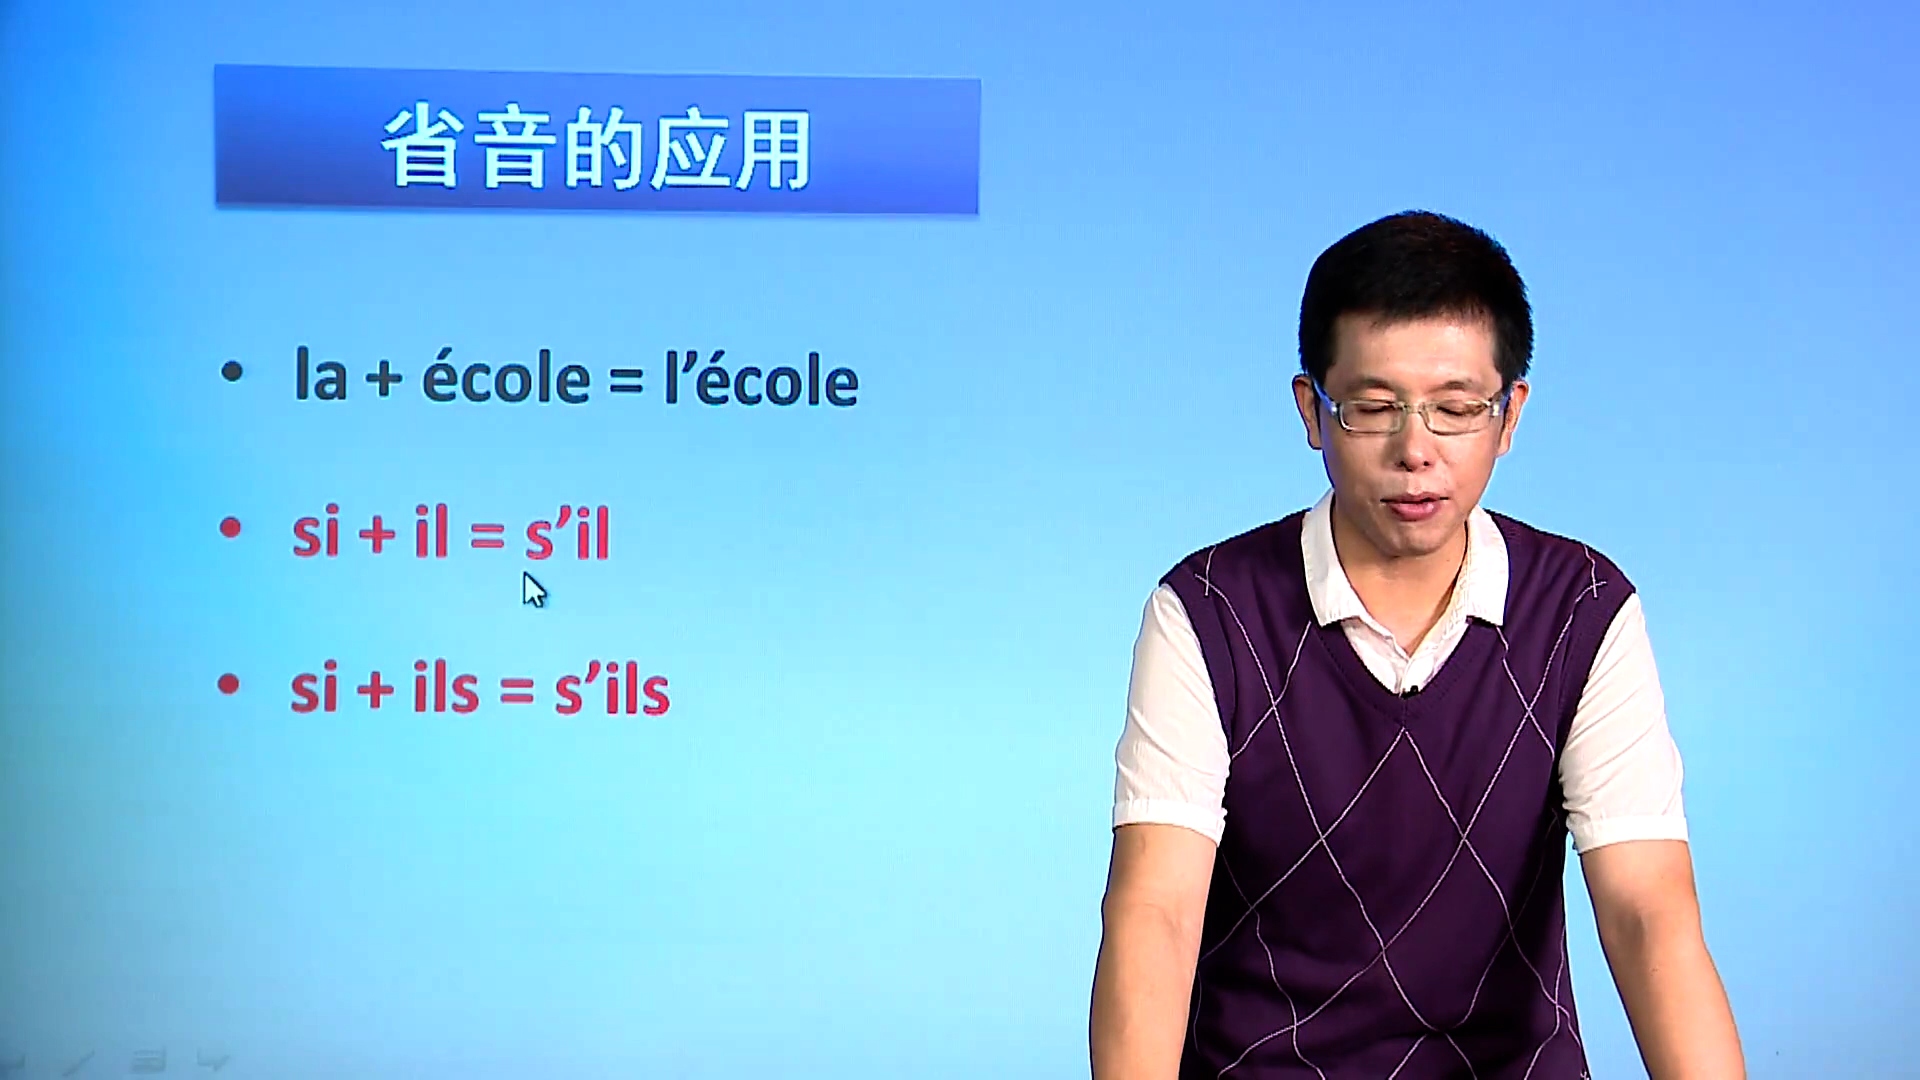 省音的应用
• la + école = l’école
• si + il = s’il
• si + ils = s’ils